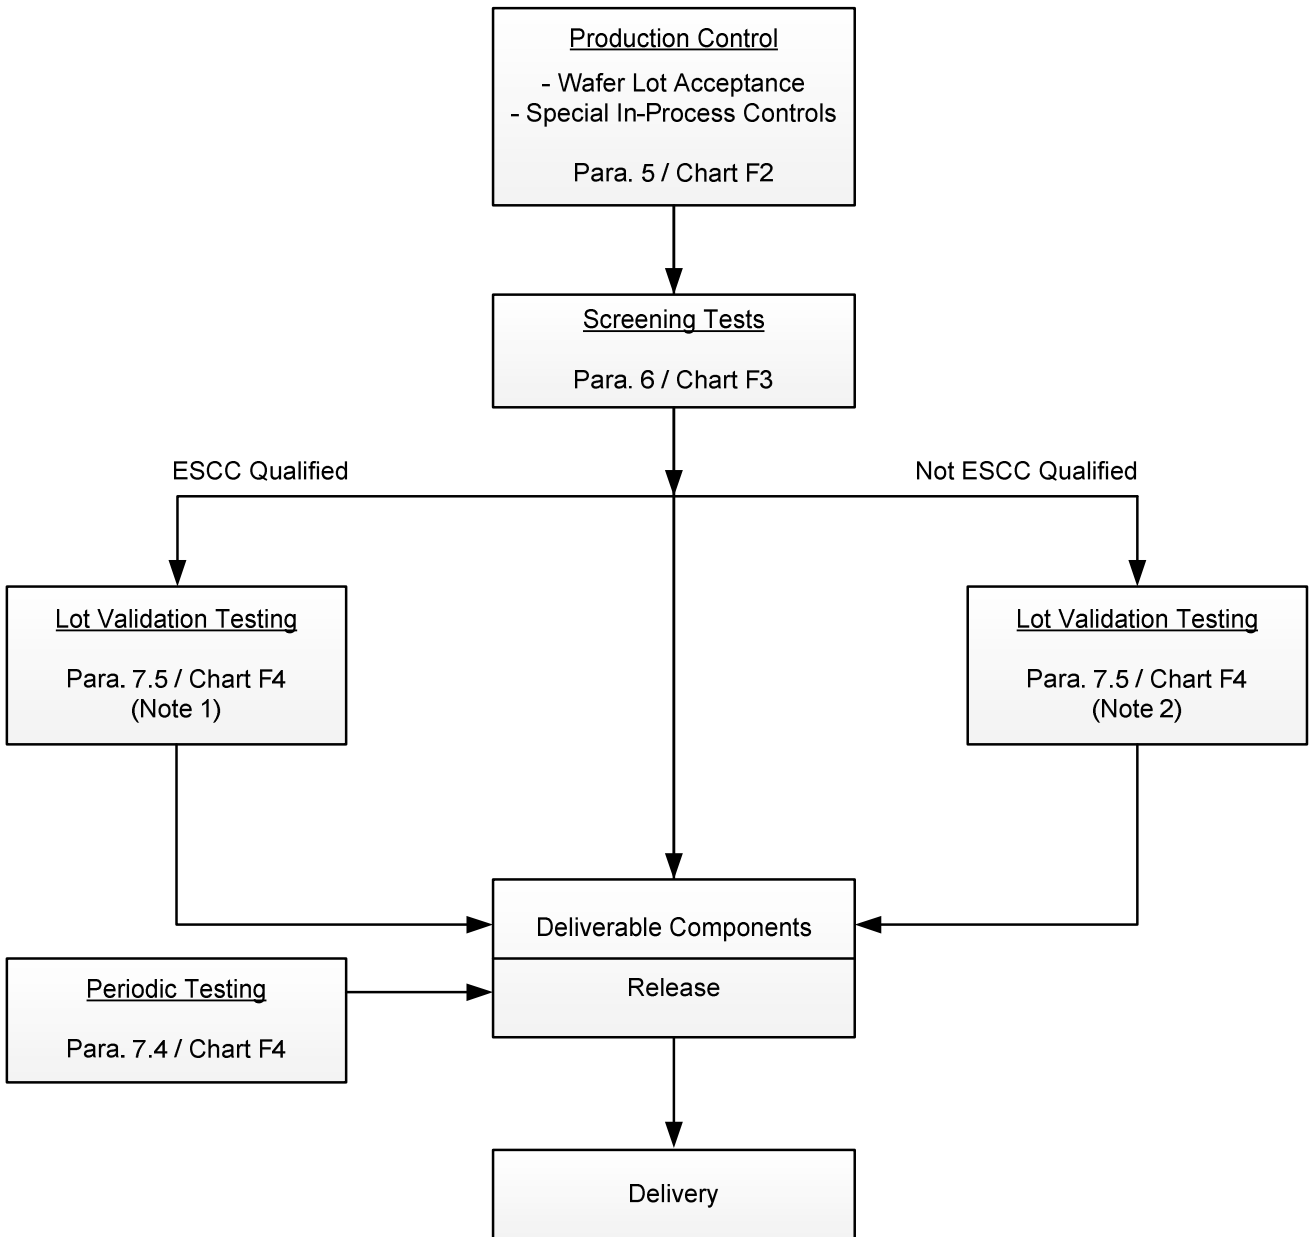 Production Control
- Wafer Lot Acceptance
- Special In-Process Controls
Para. 5 / Chart F2
Screening Tests
Para. 6 / Chart F3
ESCC Qualified
Not ESCC Qualified
Lot Validation Testing
Para. 7.5 / Chart F4
(Note 1)
Lot Validation Testing
Para. 7.5 / Chart F4
(Note 2)
Deliverable Components
Release
Periodic Testing
Para. 7.4 / Chart F4
Delivery